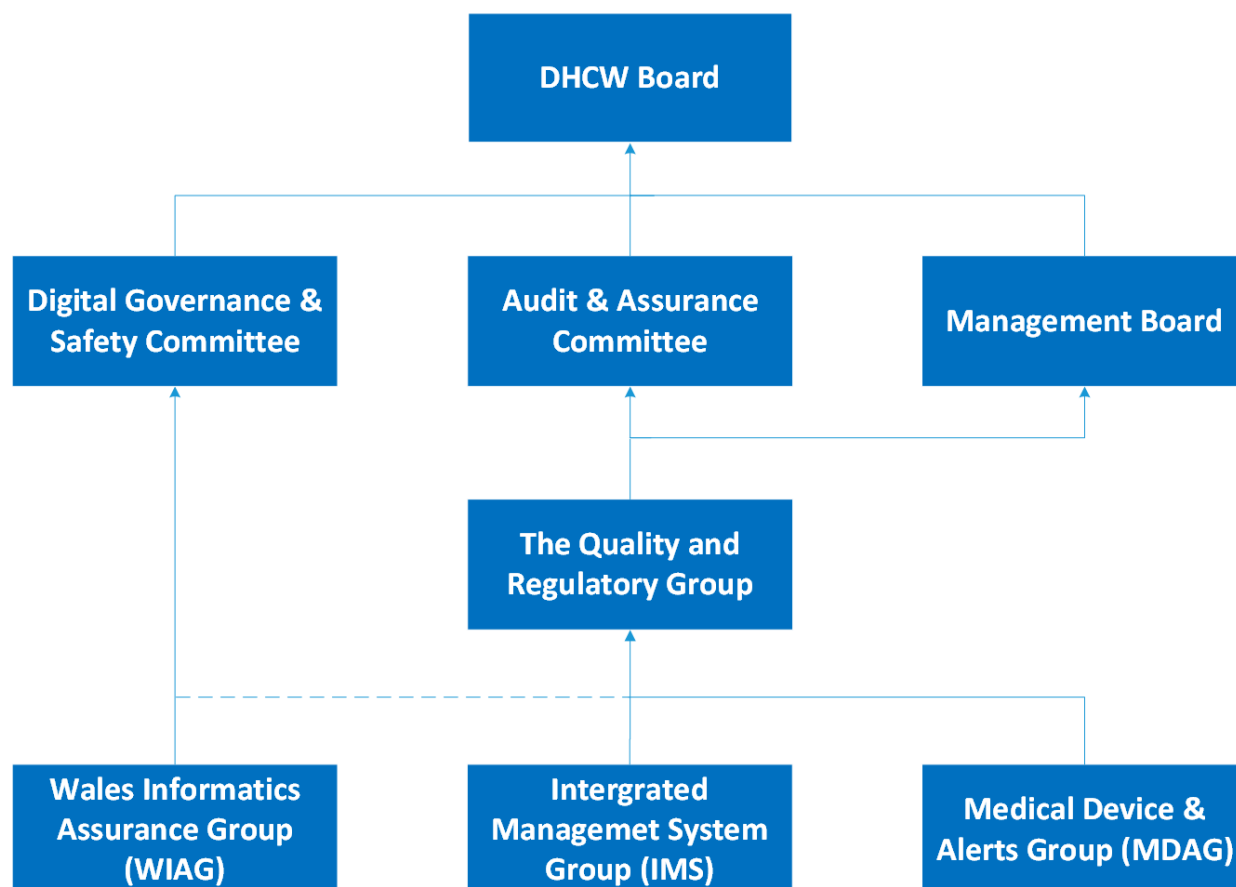 DHCW Board
Digital Governance &
Safety Committee
Audit & Assurance
Committee
Management Board
The Quality and
Regulatory Group
Wales Informatics
Assurance Group
(WIAG)
Intergrated
Managemet System
Group (IMS)
Medical Device &
Alerts Group (MDAG)